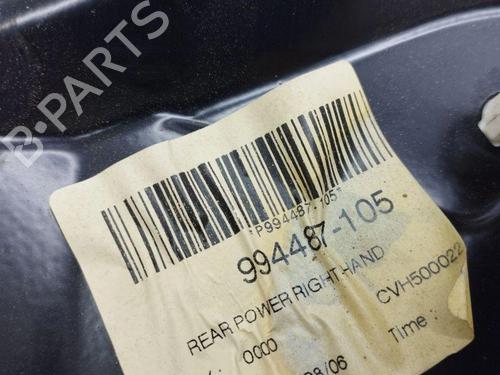 B-PARTS
*P994487-105*
994487-105
REAR POWER RIGHT HAND
CVH500022
0000
Time :
08/06